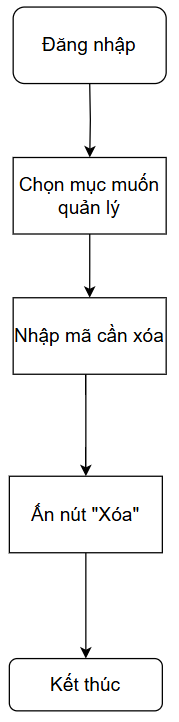 Đăng nhập
Chọn mục muốn
quản lý
Nhập mã cần xóa
Ấn nút "Xóa"
Kết thúc